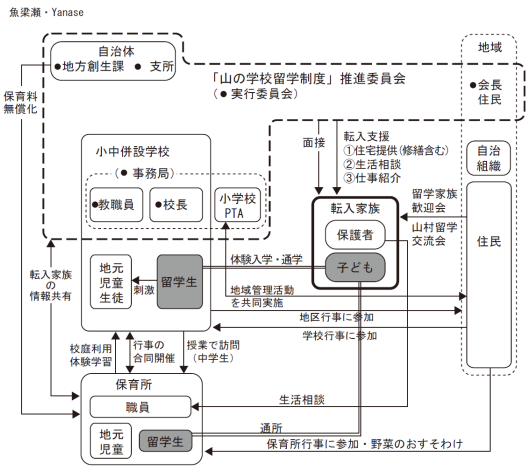 魚梁瀬・Yanase
自治体
●地方創生課 ● 支所
地域
●会長
住民
「山の学校留学制度」推進委員会
(● 実行委員会)
保育料
無償化
小中併設学校
(● 事務局)
●教職員
●校長
小学校
PTA
面接
転入支援
①住宅提供(修繕含む)
②生活相談
③仕事紹介
自治
組織
転入家族
保護者
子ども
留学家族
歓迎会
山村留学
交流会
住民
地元
児童
生徒
刺激
留学生
体験入学・通学
地域管理活動
を共同実施
地区行事に参加
学校行事に参加
転入家族
の
情報共有
校庭利用
体験学習
行事の
合同開催
授業で訪問
(中学生)
保育所
職員
生活相談
地元
児童
留学生
通所
保育所行事に参加・野菜のおすそわけ